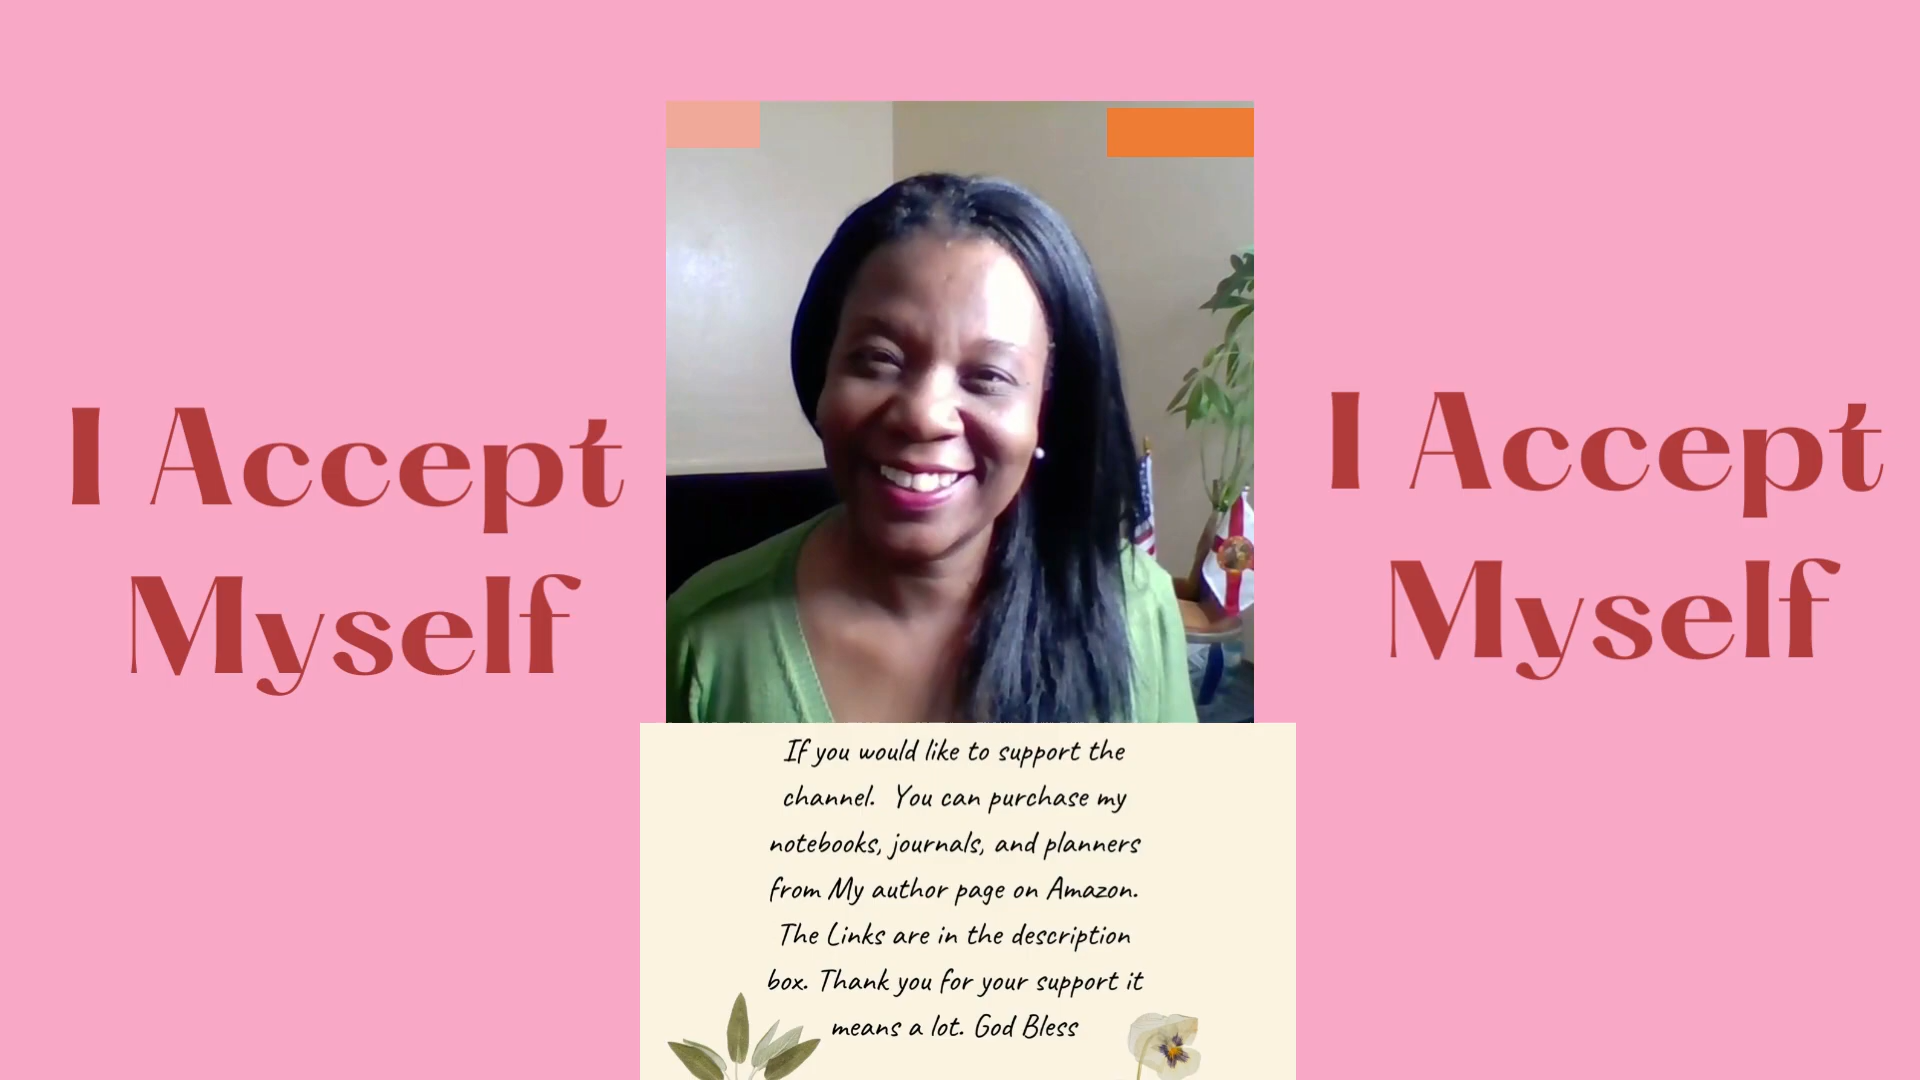 I Accept
Myself
I Accept
Myself
If you would like to support the
channel.  You can purchase my
notebooks, journals, and planners
from My author page on Amazon.
The Links are in the description
box. Thank you for your support it
means a lot. God Bless